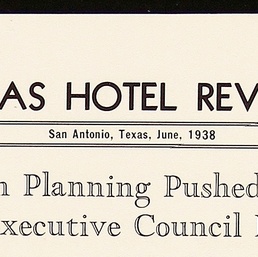 AS HOTEL REV
San Antonio, Texas, June, 1938
n Planning Pushed
xecutive Council